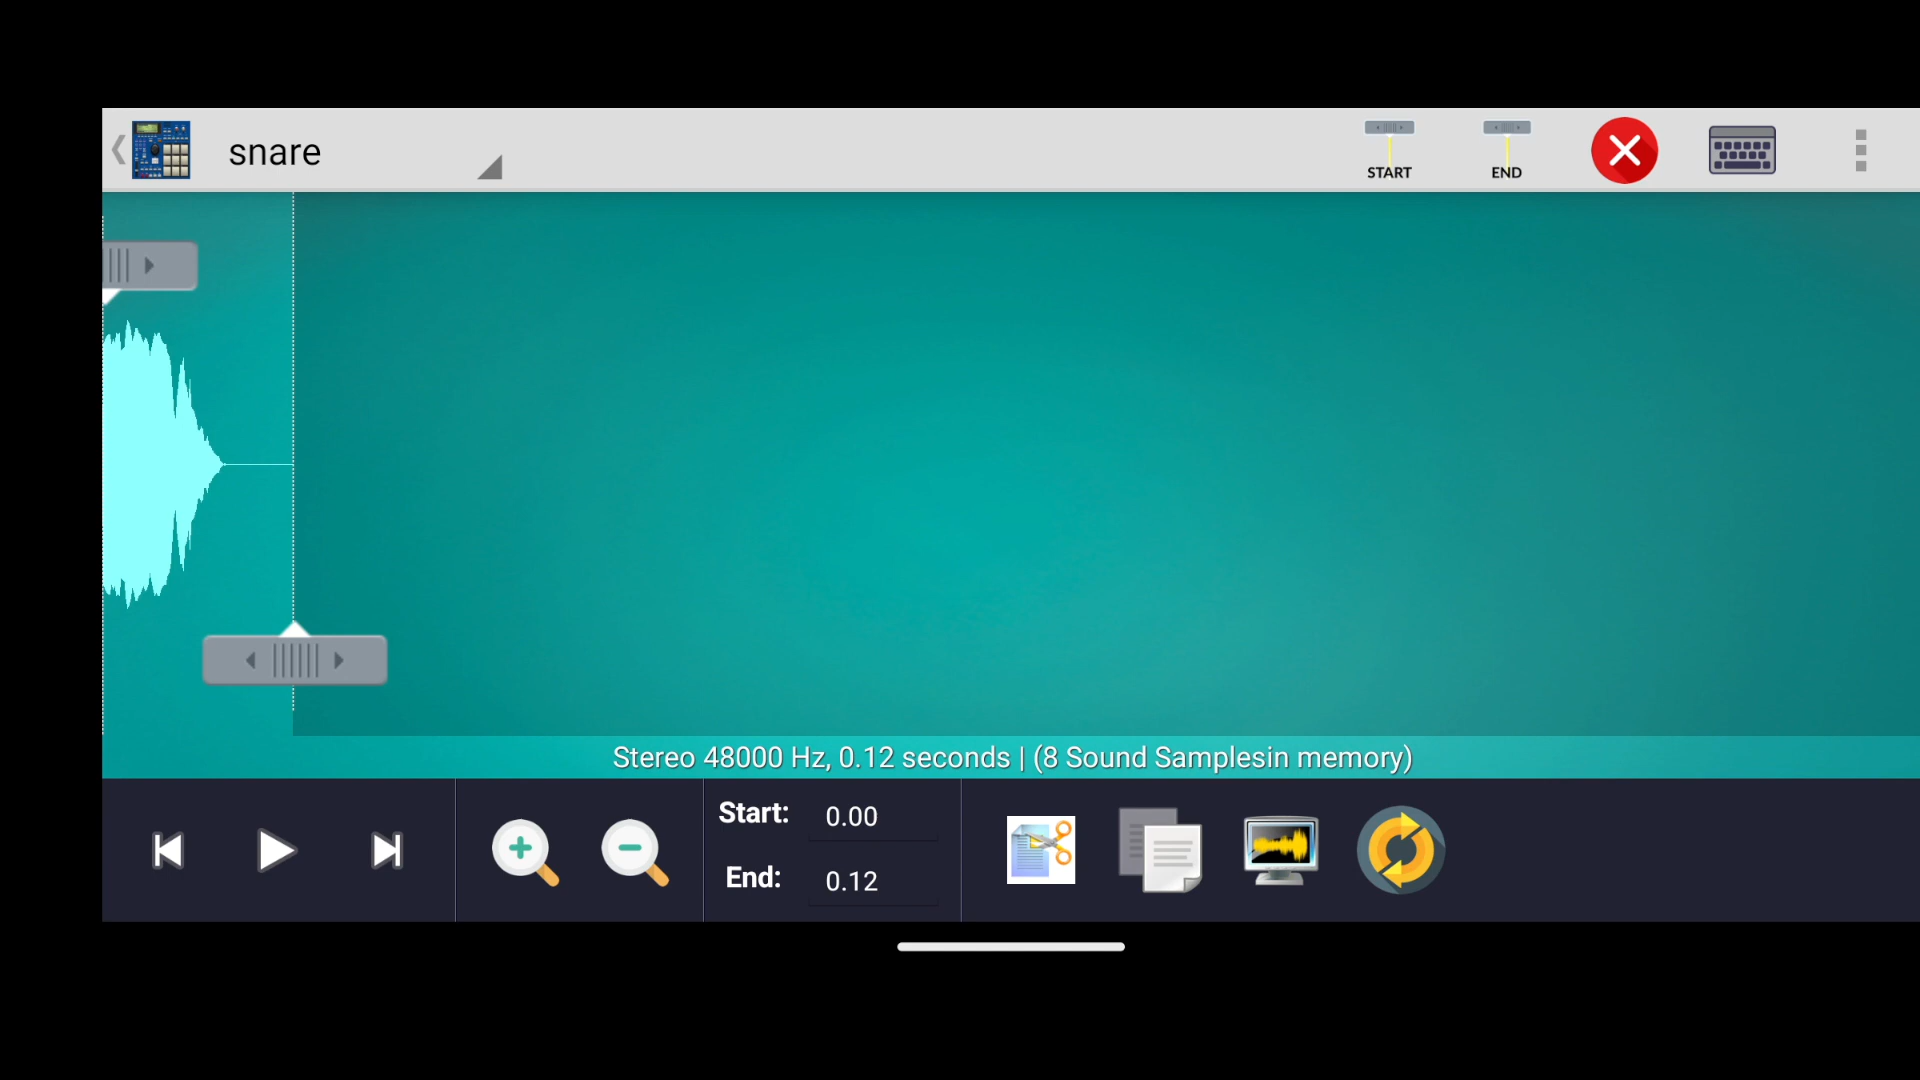 snare
START
END
Stereo 48000 Hz, 0.12 seconds | (8 Sound Samplesin memory)
Start: 0.00
End: 0.12